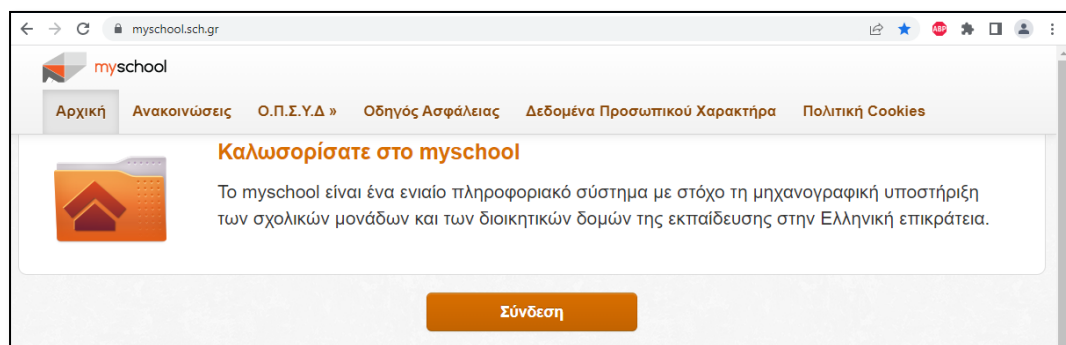 myschool.sch.gr
ABP
myschool
Αρχική Ανακοινώσεις Ο.Π.Σ.Υ.Δ » Οδηγός Ασφάλειας Δεδομένα Προσωπικού Χαρακτήρα Πολιτική Cookies
Καλωσορίσατε στο myschool
Το myschool είναι ένα ενιαίο πληροφοριακό σύστημα με στόχο τη μηχανογραφική υποστήριξη
των σχολικών μονάδων και των διοικητικών δομών της εκπαίδευσης στην Ελληνική επικράτεια.
Σύνδεση